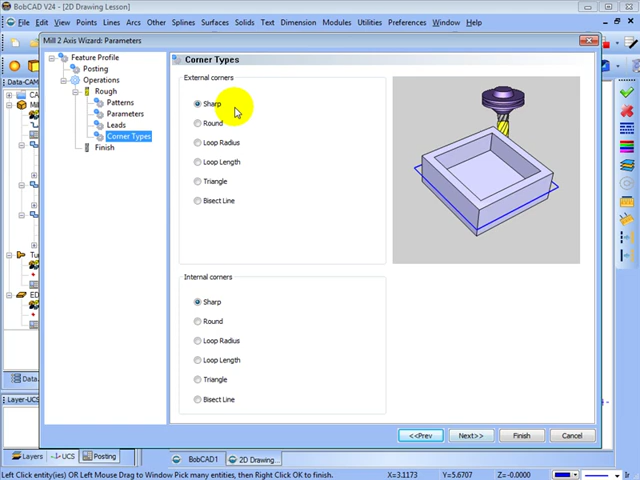 BobCAD V24 - [2D Drawing Lesson]
File Edit View Points Lines Arcs Other Splines Surfaces Solids Text Dimension Modules Utilities Preferences Window Help
Mill 2 Axis Wizard: Parameters
Data-CAM
Feature Profile
Posting
Operations
Rough
Patterns
Parameters
Leads
Corner Types
Finish
Corner Types
External corners
Sharp
Round
Loop Radius
Loop Length
Triangle
Bisect Line
Internal corners
Sharp
Round
Loop Radius
Loop Length
Triangle
Bisect Line
<<Prev Next>> Finish Cancel
Data.
Layer-UCS
Layers UCS Posting BobCAD1 2D Drawing...
Left Click entity(ies) OR Left Mouse Drag to Window Pick many entities, then Right Click OK to finish. X=3.1173 Y=5.6707 Z=-0.0000